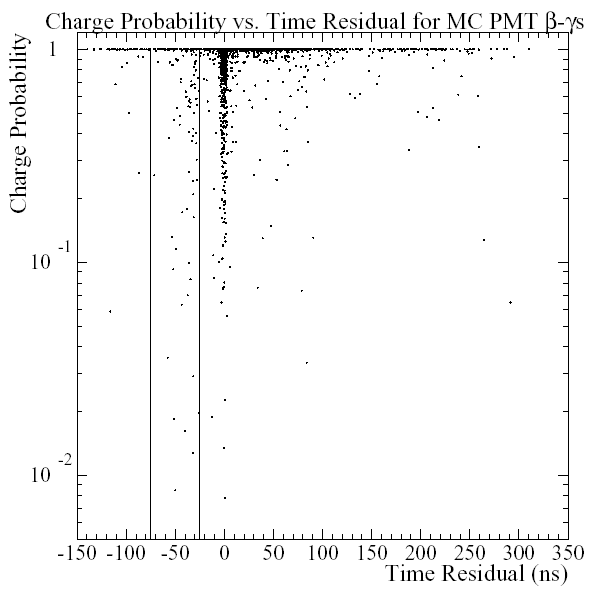 Charge Probability vs. Time Residual for MC PMT β-γs
Charge Probability
1
10 -1
10 -2
-150 -100 -50 0 50 100 150 200 250 300 350
Time Residual (ns)